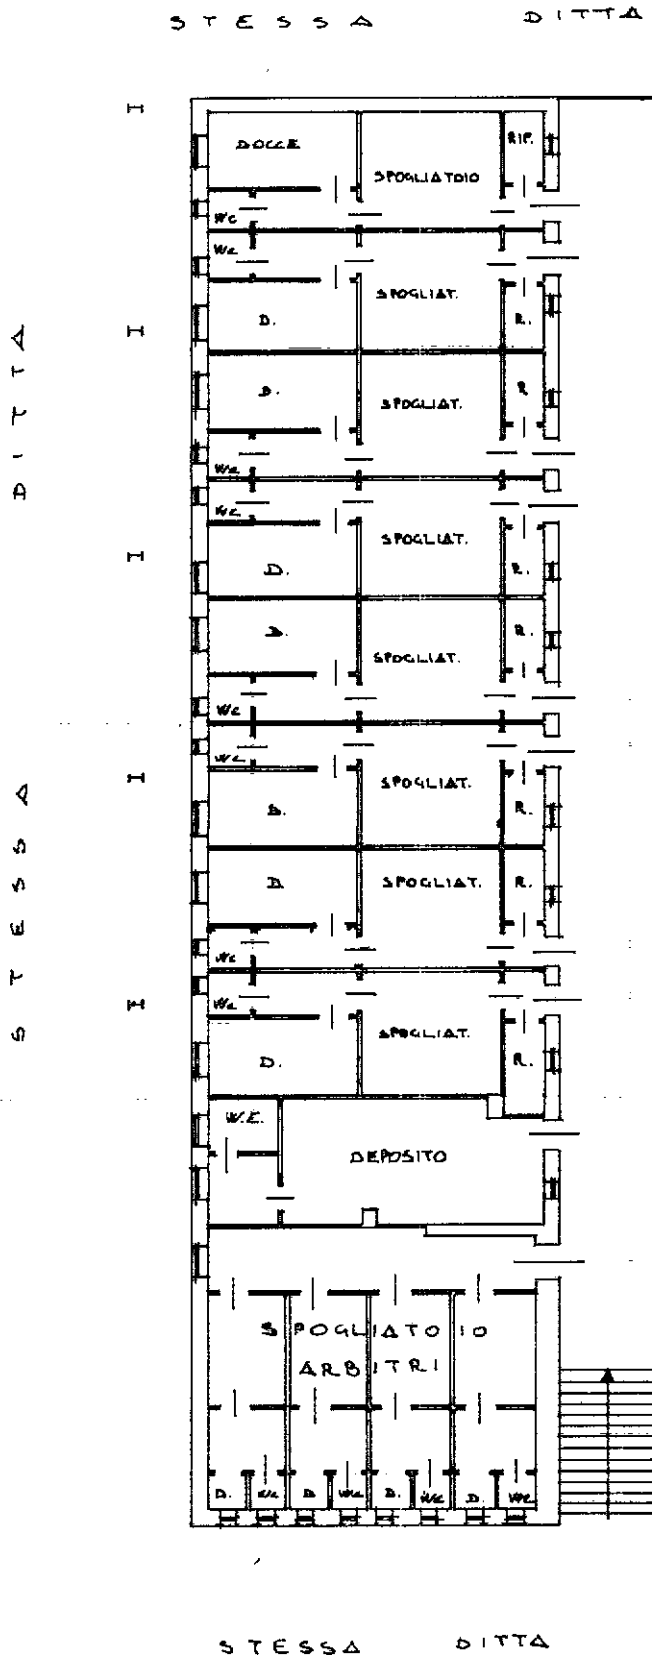 STESSA DITTA
DOCCE
SPOGLIATOIO
RIP.
WC
WC
SPOGLIAT.
D.
R.
D.
SPOGLIAT.
R
WC
WC
SPOGLIAT.
D.
R.
D.
SPOGLIAT.
R.
WC
WC
SPOGLIAT.
D.
R.
D
SPOGLIAT.
R.
WC
WC
SPOGLIAT.
D.
R.
W.C.
DEPOSITO
SPOGLIATOIO
ARBITRI
D. WC D WC D. WC D. WC
STESSA DITTA
STESSA DITTA